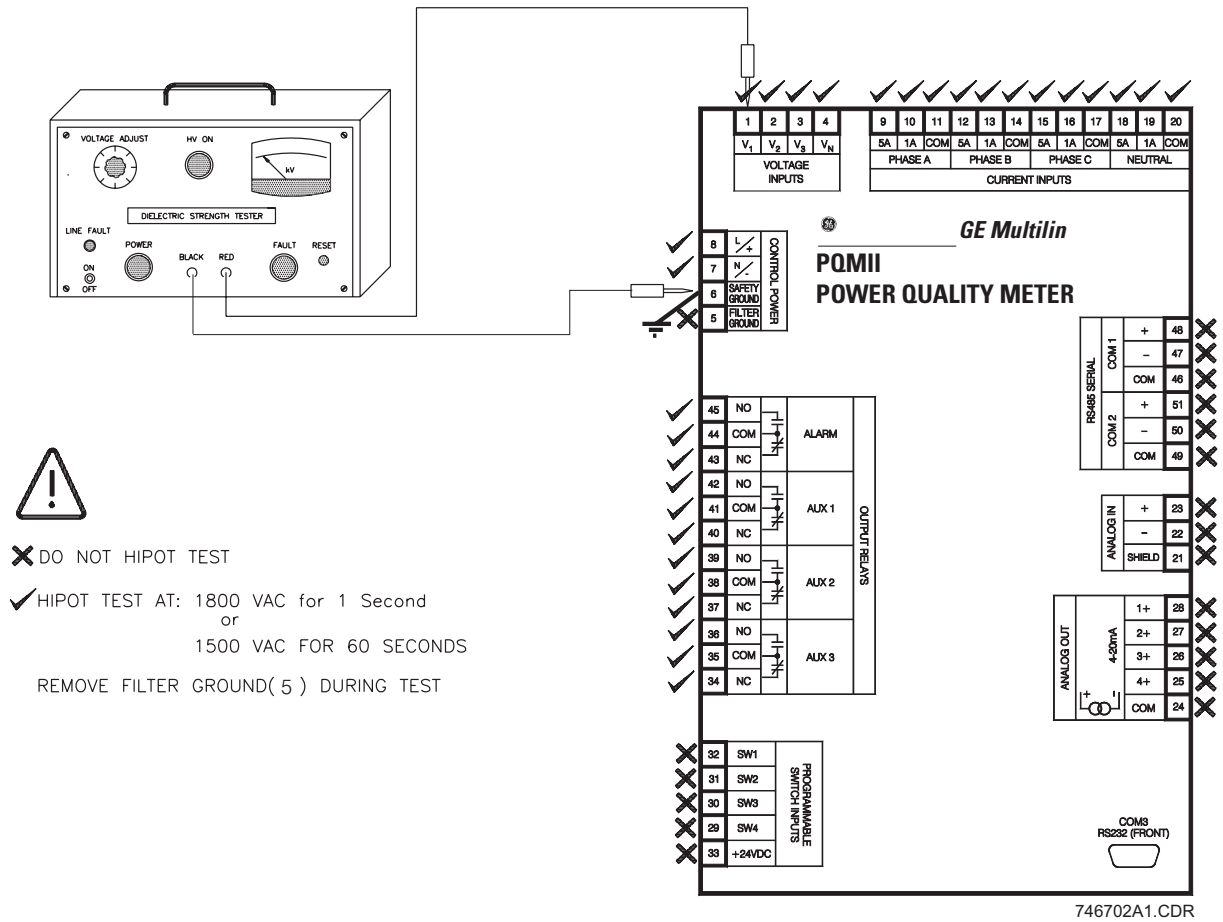 VOLTAGE ADJUST
HV ON
kV
DIELECTRIC STRENGTH TESTER
LINE FAULT
POWER
BLACK
RED
FAULT
RESET
ON
OFF
1 2 3 4
V1 V2 V3 VN
VOLTAGE
INPUTS
9 10 11 12 13 14 15 16 17 18 19 20
5A 1A COM 5A 1A COM 5A 1A COM 5A 1A COM
PHASE A PHASE B PHASE C NEUTRAL
CURRENT INPUTS
GE Multilin
PQMII
POWER QUALITY METER
8 L/+
7 N/-
6 SAFETY GROUND
5 FILTER GROUND
CONTROL POWER
45 NO
44 COM
43 NC
ALARM
42 NO
41 COM
40 NC
AUX 1
39 NO
38 COM
37 NC
AUX 2
36 NO
35 COM
34 NC
AUX 3
OUTPUT RELAYS
32 SW1
31 SW2
30 SW3
29 SW4
33 +24VDC
PROGRAMMABLE
SWITCH INPUTS
RS485 SERIAL
COM 1
+ 48
- 47
COM 46
COM 2
+ 51
- 50
COM 49
ANALOG IN
+ 23
- 22
SHIELD 21
ANALOG OUT
4-20mA
+ -
1+ 28
2+ 27
3+ 26
4+ 25
COM 24
COM3
RS232 (FRONT)
!
DO NOT HIPOT TEST
HIPOT TEST AT: 1800 VAC for 1 Second
or
1500 VAC FOR 60 SECONDS
REMOVE FILTER GROUND(5) DURING TEST
746702A1.CDR